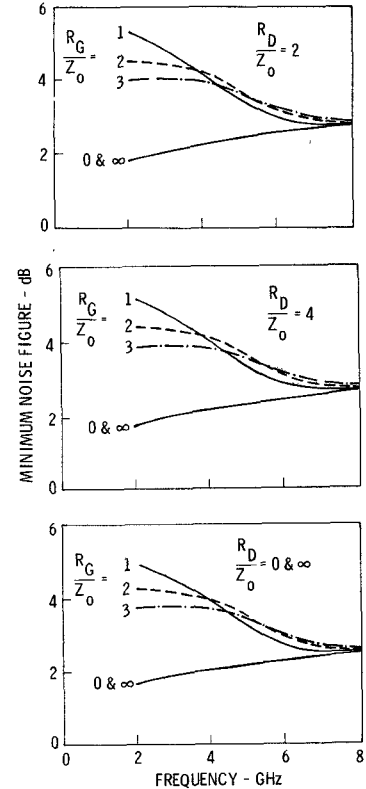 6
4
2
0
R_G
Z_o
=
1
2
3
0 & ∞
R_D
Z_o
= 2
MINIMUM NOISE FIGURE - dB
6
4
2
0
R_G
Z_o
=
1
2
3
0 & ∞
R_D
Z_o
= 4
6
4
2
0
R_G
Z_o
=
1
2
3
0 & ∞
R_D
Z_o
= 0 & ∞
0 2 4 6 8
FREQUENCY - GHz